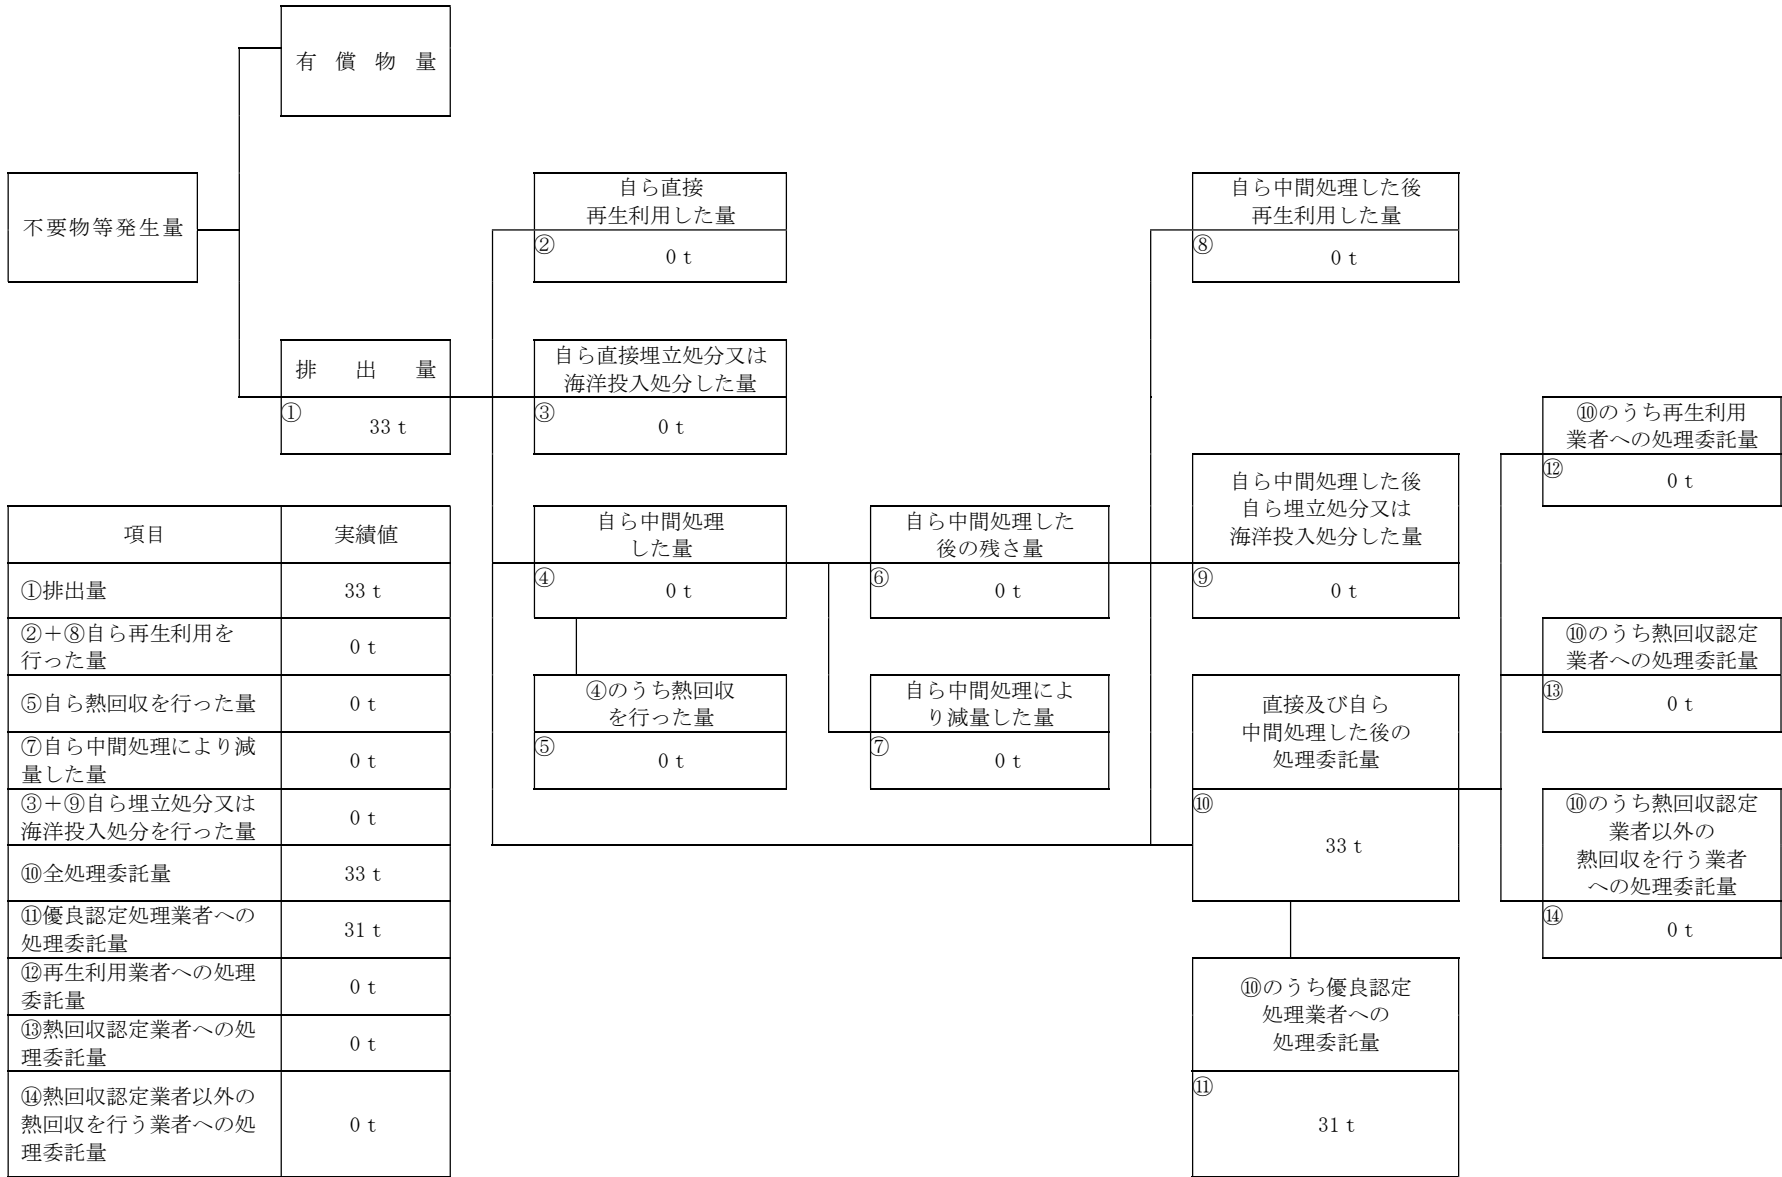 有償物量
不要物等発生量
排出量
①
33 t
自ら直接
再生利用した量
②
0 t
自ら直接埋立処分又は
海洋投入処分した量
③
0 t
自ら中間処理
した量
④
0 t
④のうち熱回収
を行った量
⑤
0 t
自ら中間処理した
後の残さ量
⑥
0 t
自ら中間処理によ
り減量した量
⑦
0 t
自ら中間処理した後
再生利用した量
⑧
0 t
自ら中間処理した後
自ら埋立処分又は
海洋投入処分した量
⑨
0 t
直接及び自ら
中間処理した後の
処理委託量
⑩
33 t
⑩のうち優良認定
処理業者への
処理委託量
⑪
31 t
⑩のうち再生利用
業者への処理委託量
⑫
0 t
⑩のうち熱回収認定
業者への処理委託量
⑬
0 t
⑩のうち熱回収認定
業者以外の
熱回収を行う業者
への処理委託量
⑭
0 t
項目 実績値
①排出量 33 t
②＋⑧自ら再生利用を
行った量
0 t
⑤自ら熱回収を行った量 0 t
⑦自ら中間処理により減
量した量
0 t
③＋⑨自ら埋立処分又は
海洋投入処分を行った量
0 t
⑩全処理委託量 33 t
⑪優良認定処理業者への
処理委託量
31 t
⑫再生利用業者への処理
委託量
0 t
⑬熱回収認定業者への処
理委託量
0 t
⑭熱回収認定業者以外の
熱回収を行う業者への処
理委託量
0 t